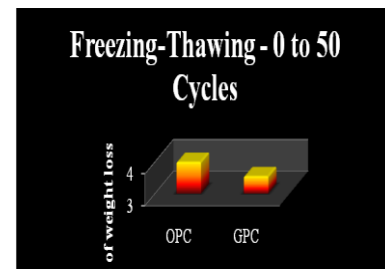 Freezing-Thawing - 0 to 50
Cycles
of weight loss
4
3
OPC GPC